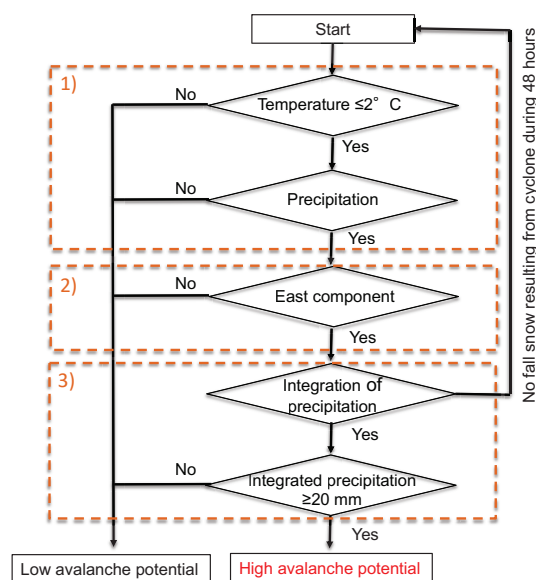 Start
1)
No
Temperature ≤2° C
Yes
No
Precipitation
Yes
2)
No
East component
Yes
3)
Integration of
precipitation
Yes
No
Integrated precipitation
≥20 mm
Yes
Low avalanche potential
High avalanche potential
No fall snow resulting from cyclone during 48 hours